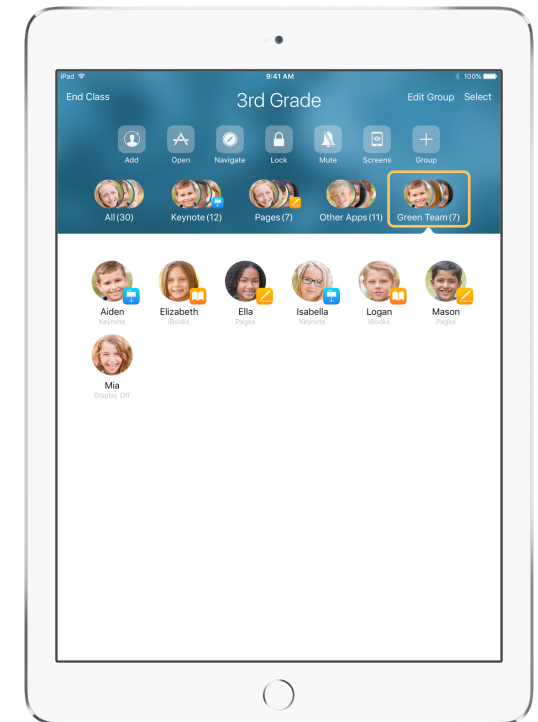 iPad 9:41 AM 100%
End Class 3rd Grade Edit Group Select
Add Open Navigate Lock Mute Screens Group
All (30) Keynote (12) Pages (7) Other Apps (11) Green Team (7)
Aiden Elizabeth Ella Isabella Logan Mason
Keynote iBooks Pages Keynote iBooks Pages
Mia
Display Off